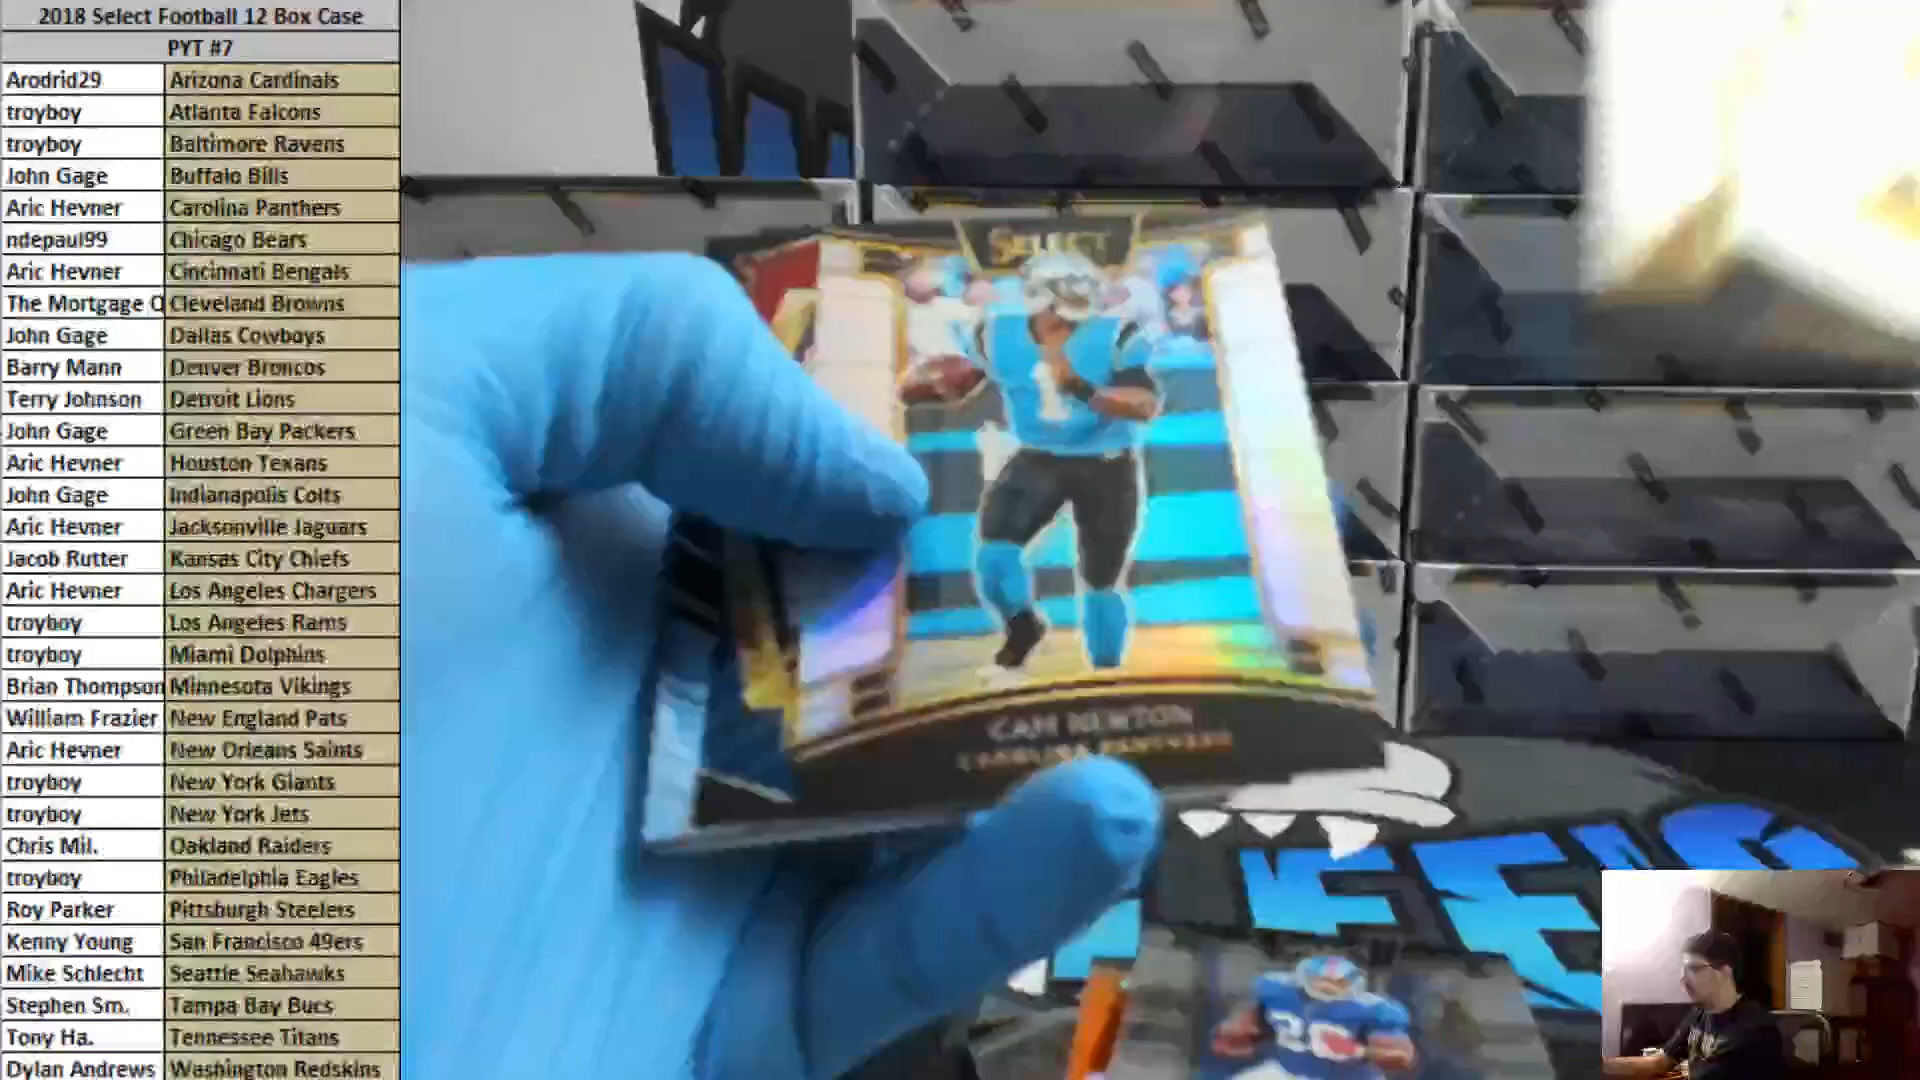 2018 Select Football 12 Box Case
PYT #7
Arodrid29 Arizona Cardinals
troyboy Atlanta Falcons
troyboy Baltimore Ravens
John Gage Buffalo Bills
Aric Hevner Carolina Panthers
ndepaul99 Chicago Bears
Aric Hevner Cincinnati Bengals
The Mortgage Cleveland Browns
John Gage Dallas Cowboys
Barry Mann Denver Broncos
Terry Johnson Detroit Lions
John Gage Green Bay Packers
Aric Hevner Houston Texans
John Gage Indianapolis Colts
Aric Hevner Jacksonville Jaguars
Jacob Rutter Kansas City Chiefs
Aric Hevner Los Angeles Chargers
troyboy Los Angeles Rams
troyboy Miami Dolphins
Brian Thompson Minnesota Vikings
William Frazier New England Pats
Aric Hevner New Orleans Saints
troyboy New York Giants
troyboy New York Jets
Chris Mil. Oakland Raiders
troyboy Philadelphia Eagles
Roy Parker Pittsburgh Steelers
Kenny Young San Francisco 49ers
Mike Schlecht Seattle Seahawks
Stephen Sm. Tampa Bay Bucs
Tony Ha. Tennessee Titans
Dylan Andrews Washington Redskins
SELECT
1
CAM NEWTON
CAROLINA PANTHERS